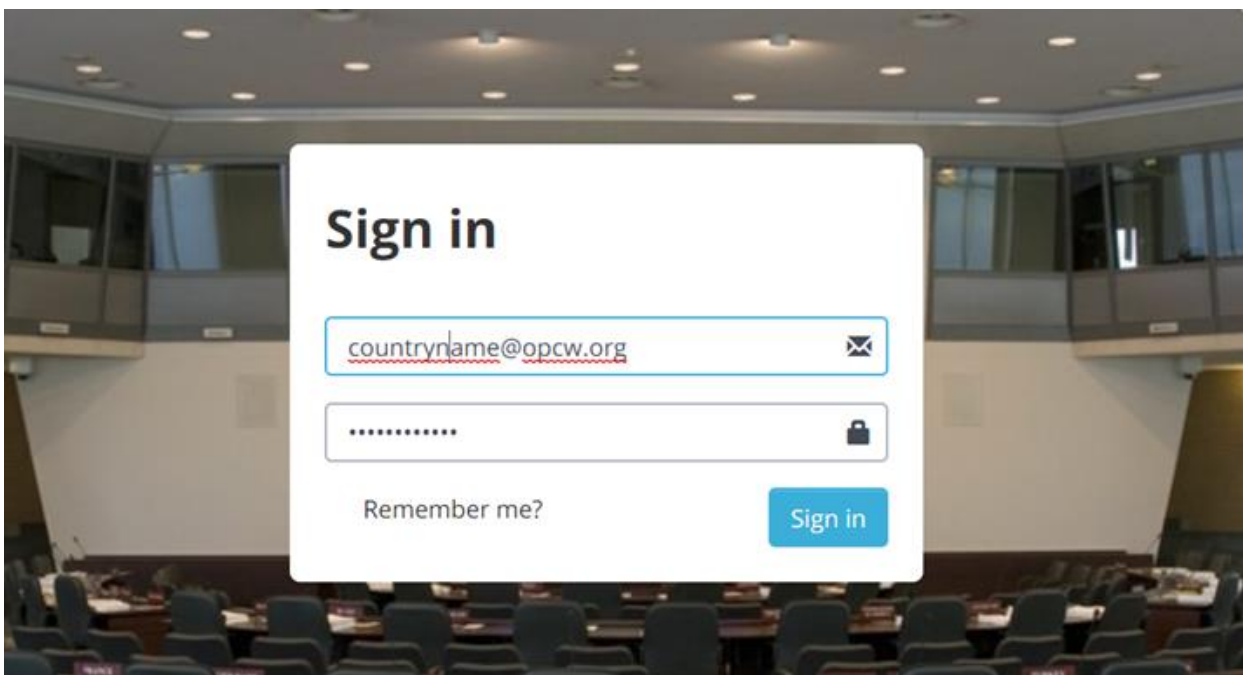 Sign in
countryname@opcw.org
••••••••••••
Remember me?
Sign in